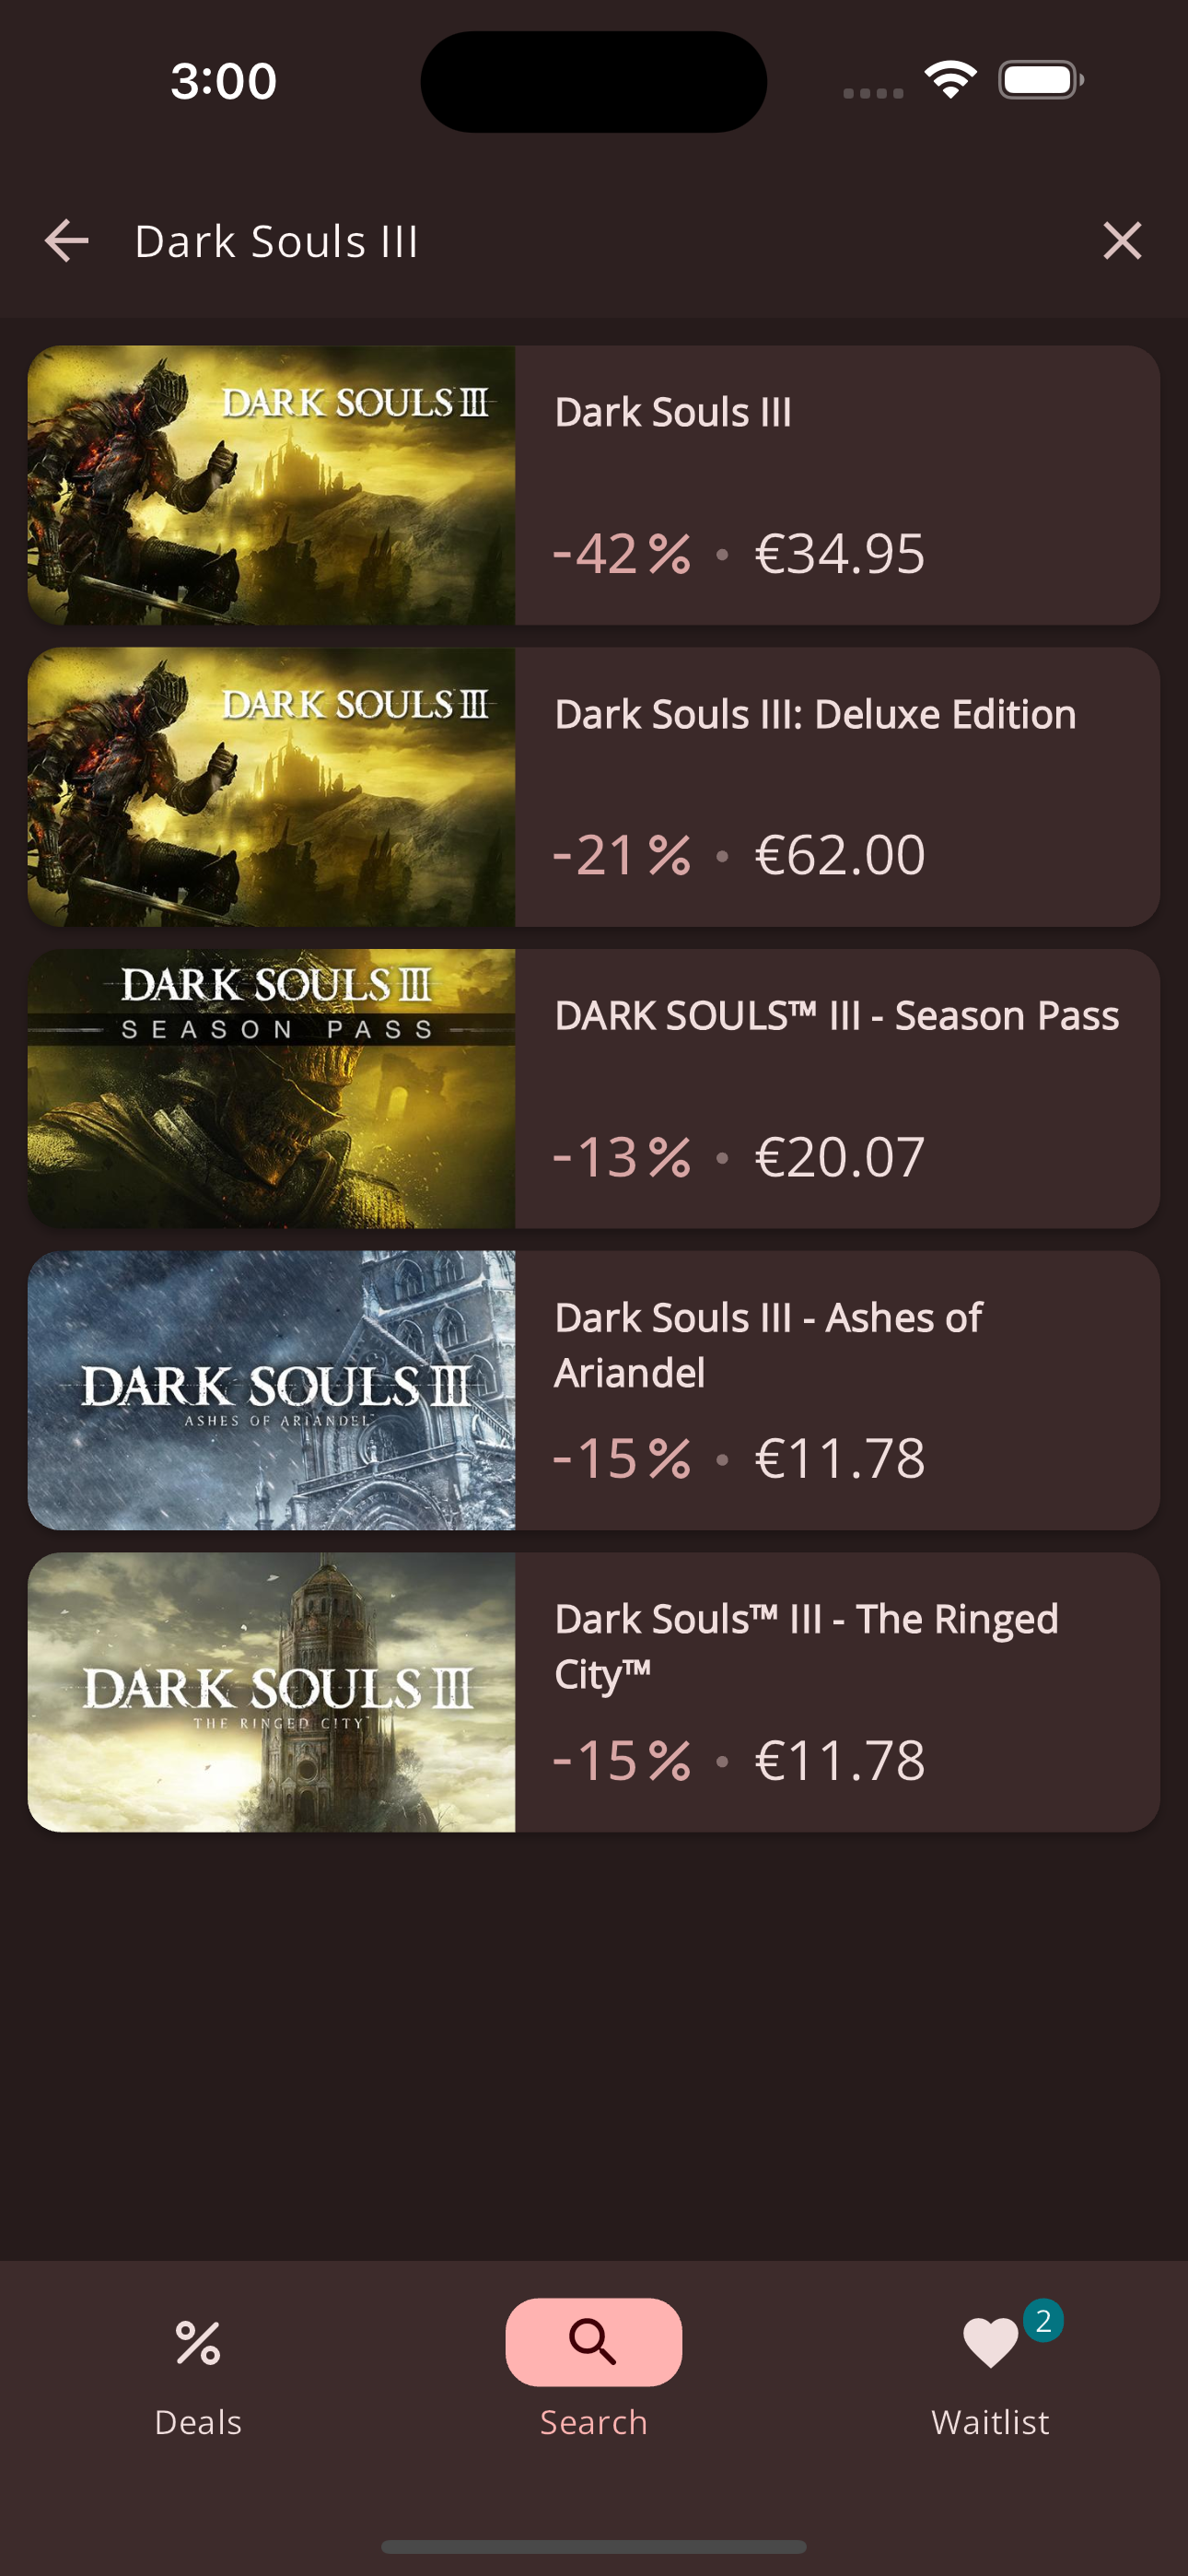 3:00
Dark Souls III
DARK SOULS III
Dark Souls III
-42% • €34.95
DARK SOULS III
Dark Souls III: Deluxe Edition
-21% • €62.00
DARK SOULS III
SEASON PASS
DARK SOULS™ III - Season Pass
-13% • €20.07
DARK SOULS III
ASHES OF ARIANDEL™
Dark Souls III - Ashes of
Ariandel
-15% • €11.78
DARK SOULS III
THE RINGED CITY™
Dark Souls™ III - The Ringed
City™
-15% • €11.78
2
Deals
Search
Waitlist